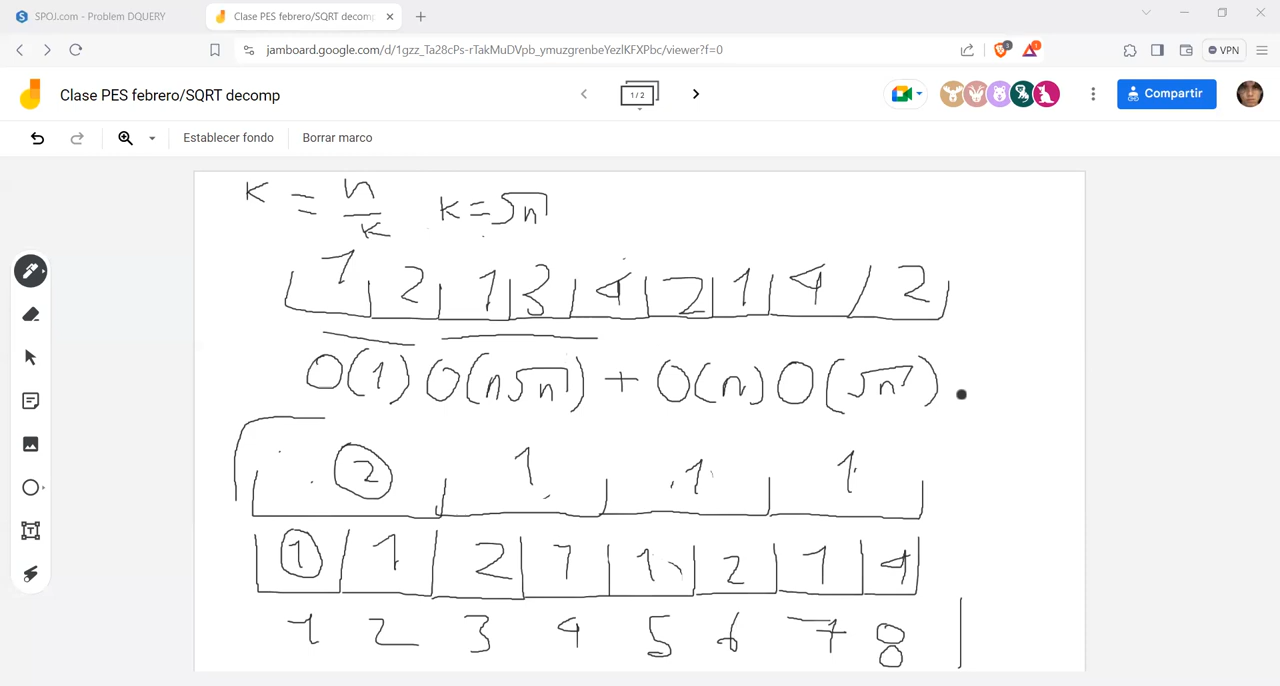 SPOJ.com - Problem DQUERY
Clase PES febrero/SQRT decomp
jamboard.google.com/d/1gzz_Ta28cPs-rTakMuDVpb_ymuzgrenbeYezlKFXPbc/viewer?f=0
VPN
Clase PES febrero/SQRT decomp
1/2
Compartir
Establecer fondo
Borrar marco
K = n/K K = √n
1 2 1 3 4 2 1 4 2
O(1) O(n√n) + O(n) O(√n)
2 1 1 1
1 1 2 1 1 2 1 4
1 2 3 4 5 6 7 8